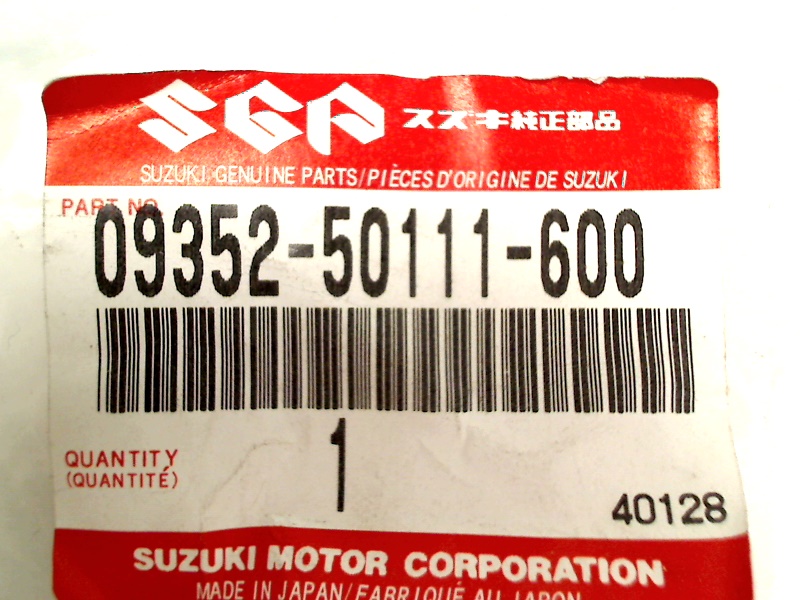 SGP スズキ純正部品
SUZUKI GENUINE PARTS/PIÈCES D'ORIGINE DE SUZUKI
PART NO.
09352-50111-600
1
QUANTITY
(QUANTITÉ)
40128
SUZUKI MOTOR CORPORATION
MADE IN JAPAN/FABRIQUÉ AU JAPON